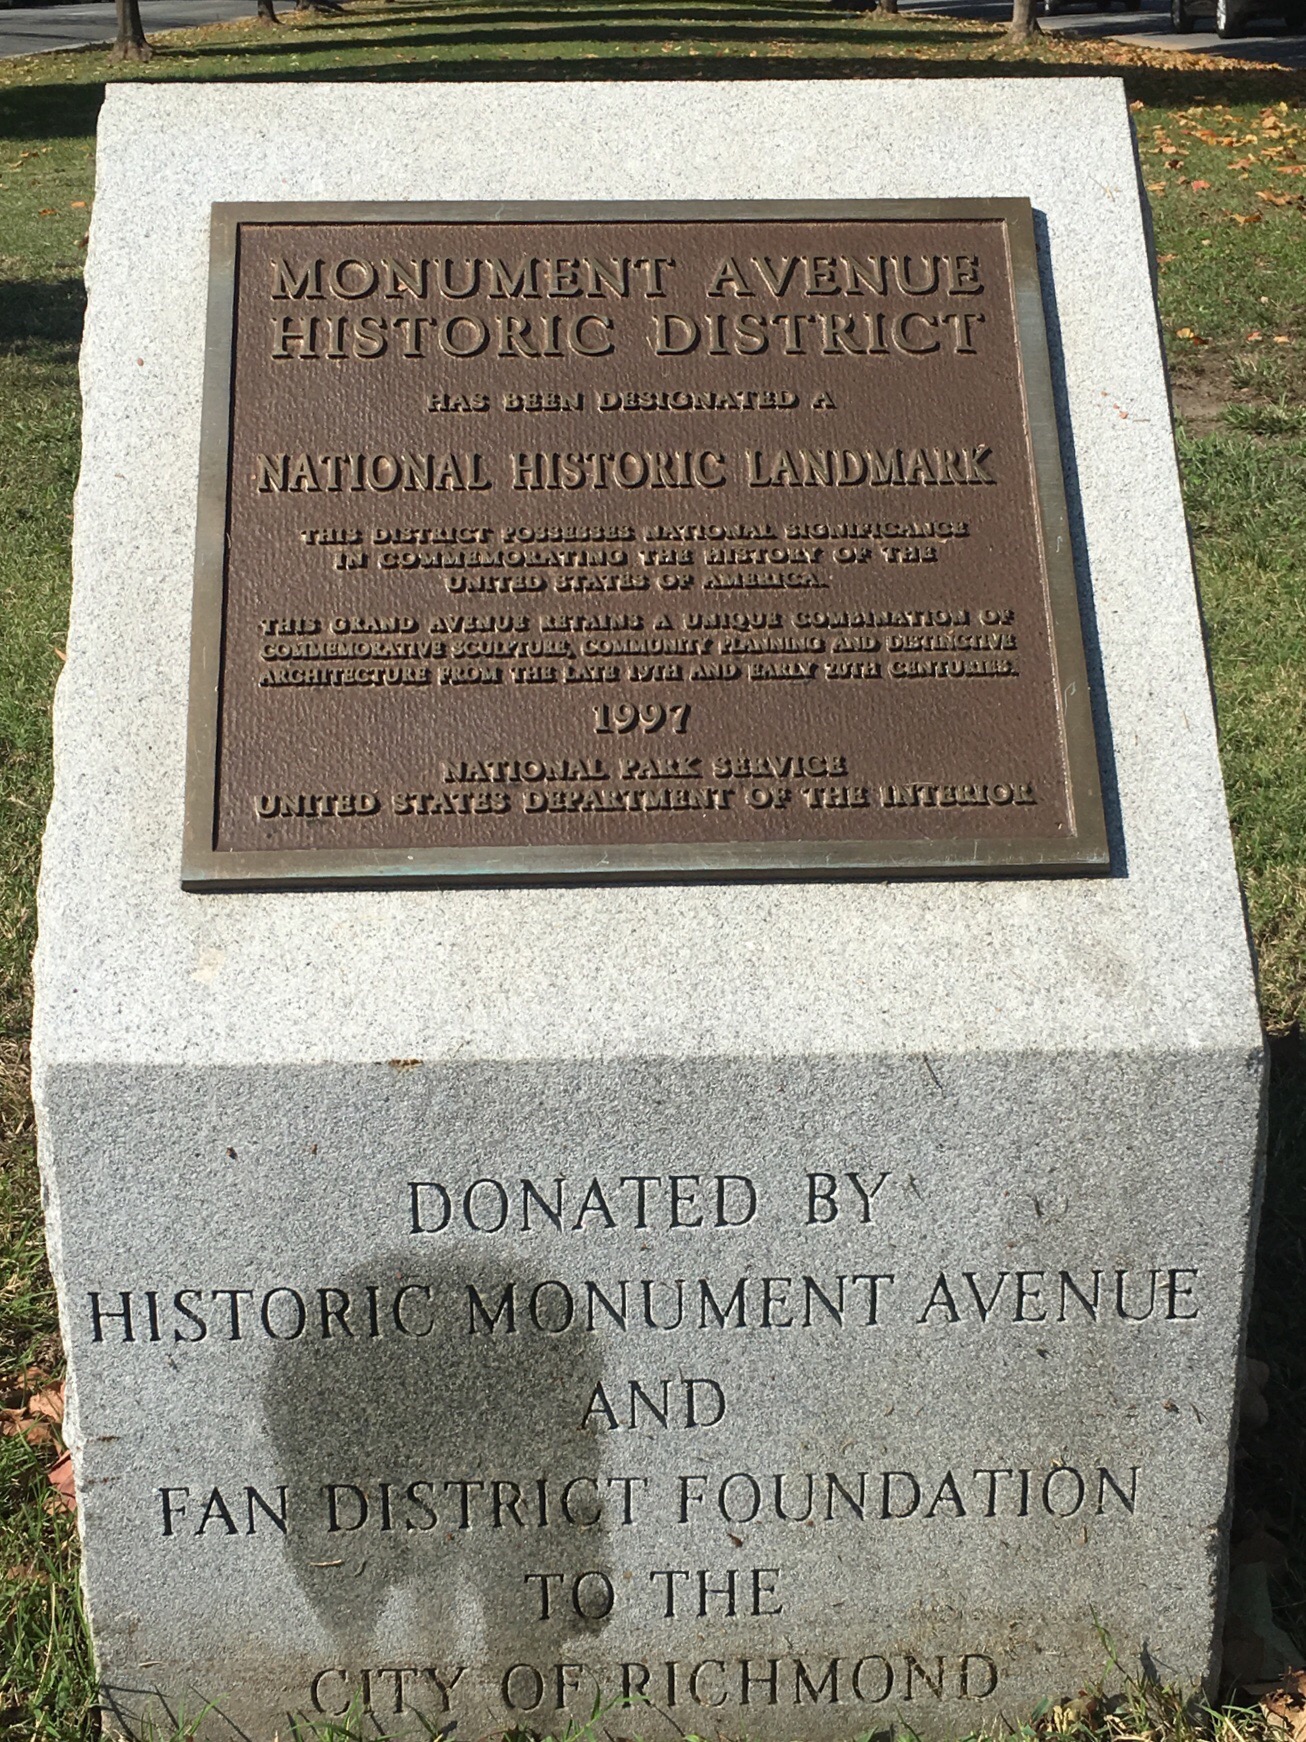 MONUMENT AVENUE
HISTORIC DISTRICT
HAS BEEN DESIGNATED A
NATIONAL HISTORIC LANDMARK
THIS DISTRICT POSSESSES NATIONAL SIGNIFICANCE
IN COMMEMORATING THE HISTORY OF THE
UNITED STATES OF AMERICA.
THIS GRAND AVENUE RETAINS A UNIQUE COMBINATION OF
COMMEMORATIVE SCULPTURE, COMMUNITY PLANNING AND DISTINCTIVE
ARCHITECTURE FROM THE LATE 19TH AND EARLY 20TH CENTURIES.
1997
NATIONAL PARK SERVICE
UNITED STATES DEPARTMENT OF THE INTERIOR
DONATED BY
HISTORIC MONUMENT AVENUE
AND
FAN DISTRICT FOUNDATION
TO THE
CITY OF RICHMOND